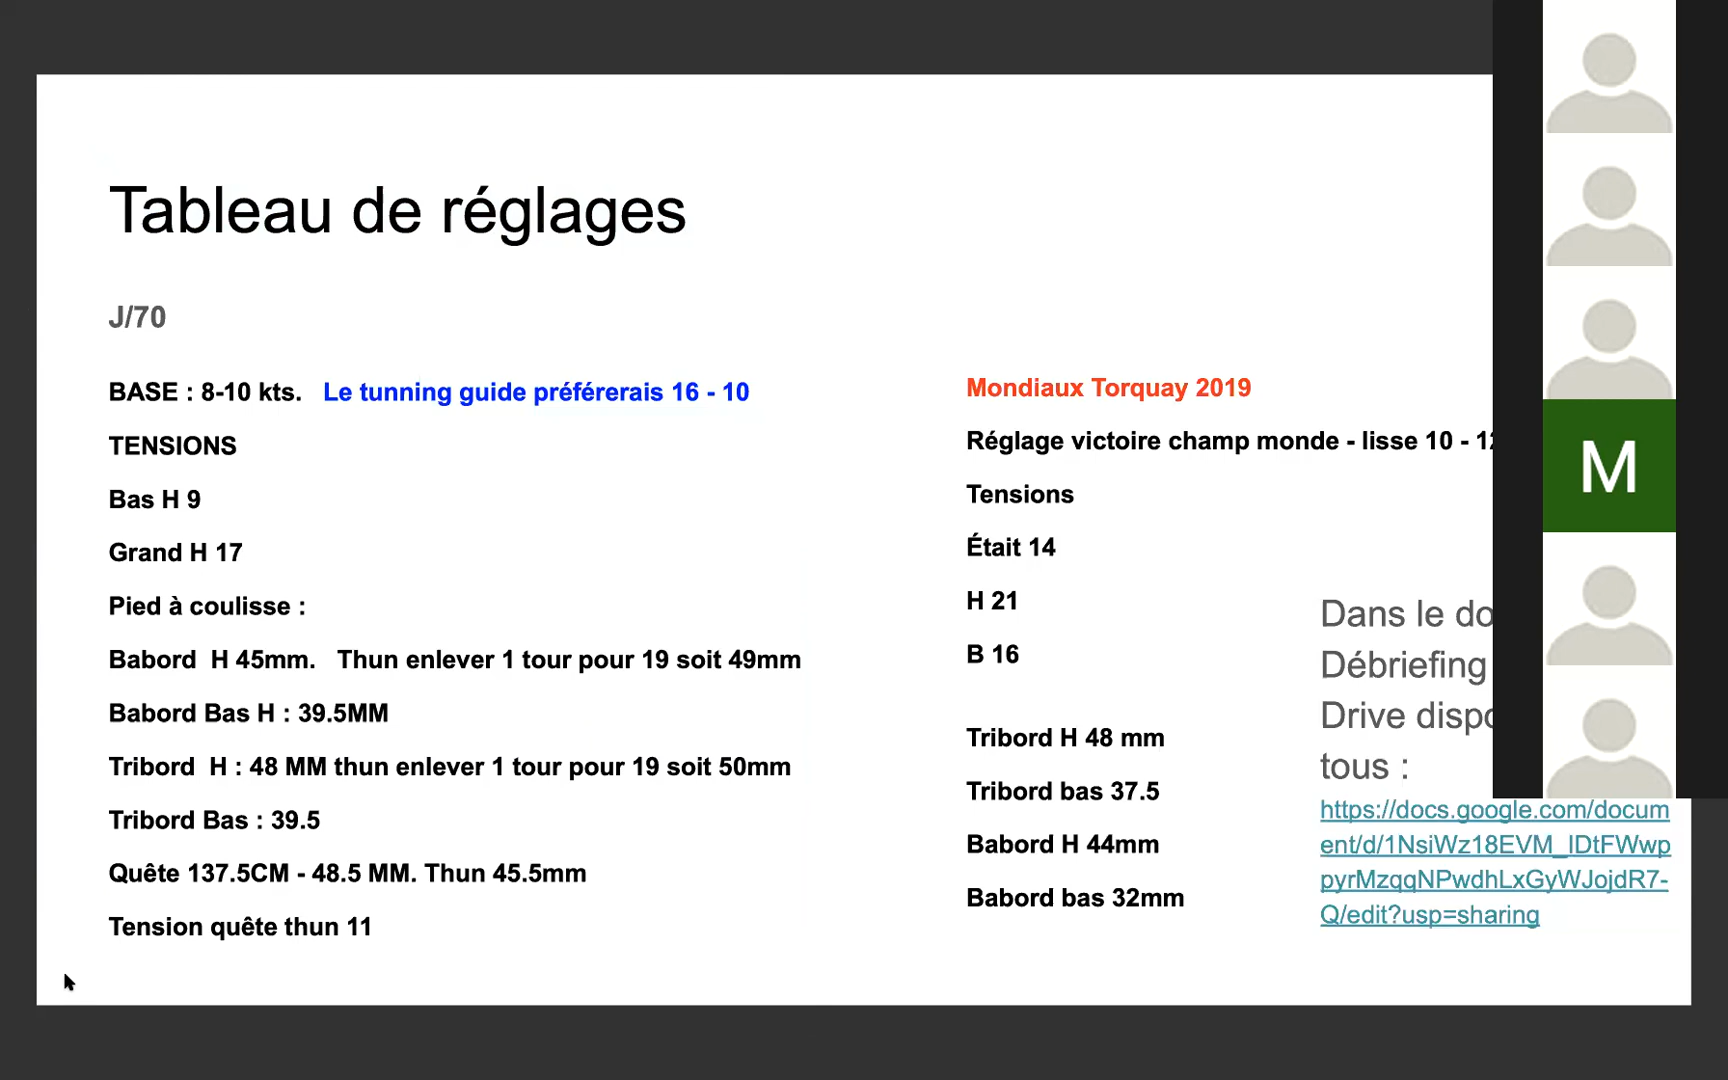 Tableau de réglages
J/70
BASE : 8-10 kts. Le tunning guide préférerais 16 - 10
TENSIONS
Bas H 9
Grand H 17
Pied à coulisse :
Babord H 45mm. Thun enlever 1 tour pour 19 soit 49mm
Babord Bas H : 39.5MM
Tribord H : 48 MM thun enlever 1 tour pour 19 soit 50mm
Tribord Bas : 39.5
Quête 137.5CM - 48.5 MM. Thun 45.5mm
Tension quête thun 11
Mondiaux Torquay 2019
Réglage victoire champ monde - lisse 10 -
Tensions
Était 14
H 21
B 16
Tribord H 48 mm
Tribord bas 37.5
Babord H 44mm
Babord bas 32mm
Dans le
Débriefing
Drive
tous :
https://docs.google.com/docum
ent/d/1NsiWz18EVM_IDtFWwp
pyrMzqqNPwdhLxGyWJojdR7-
Q/edit?usp=sharing
M